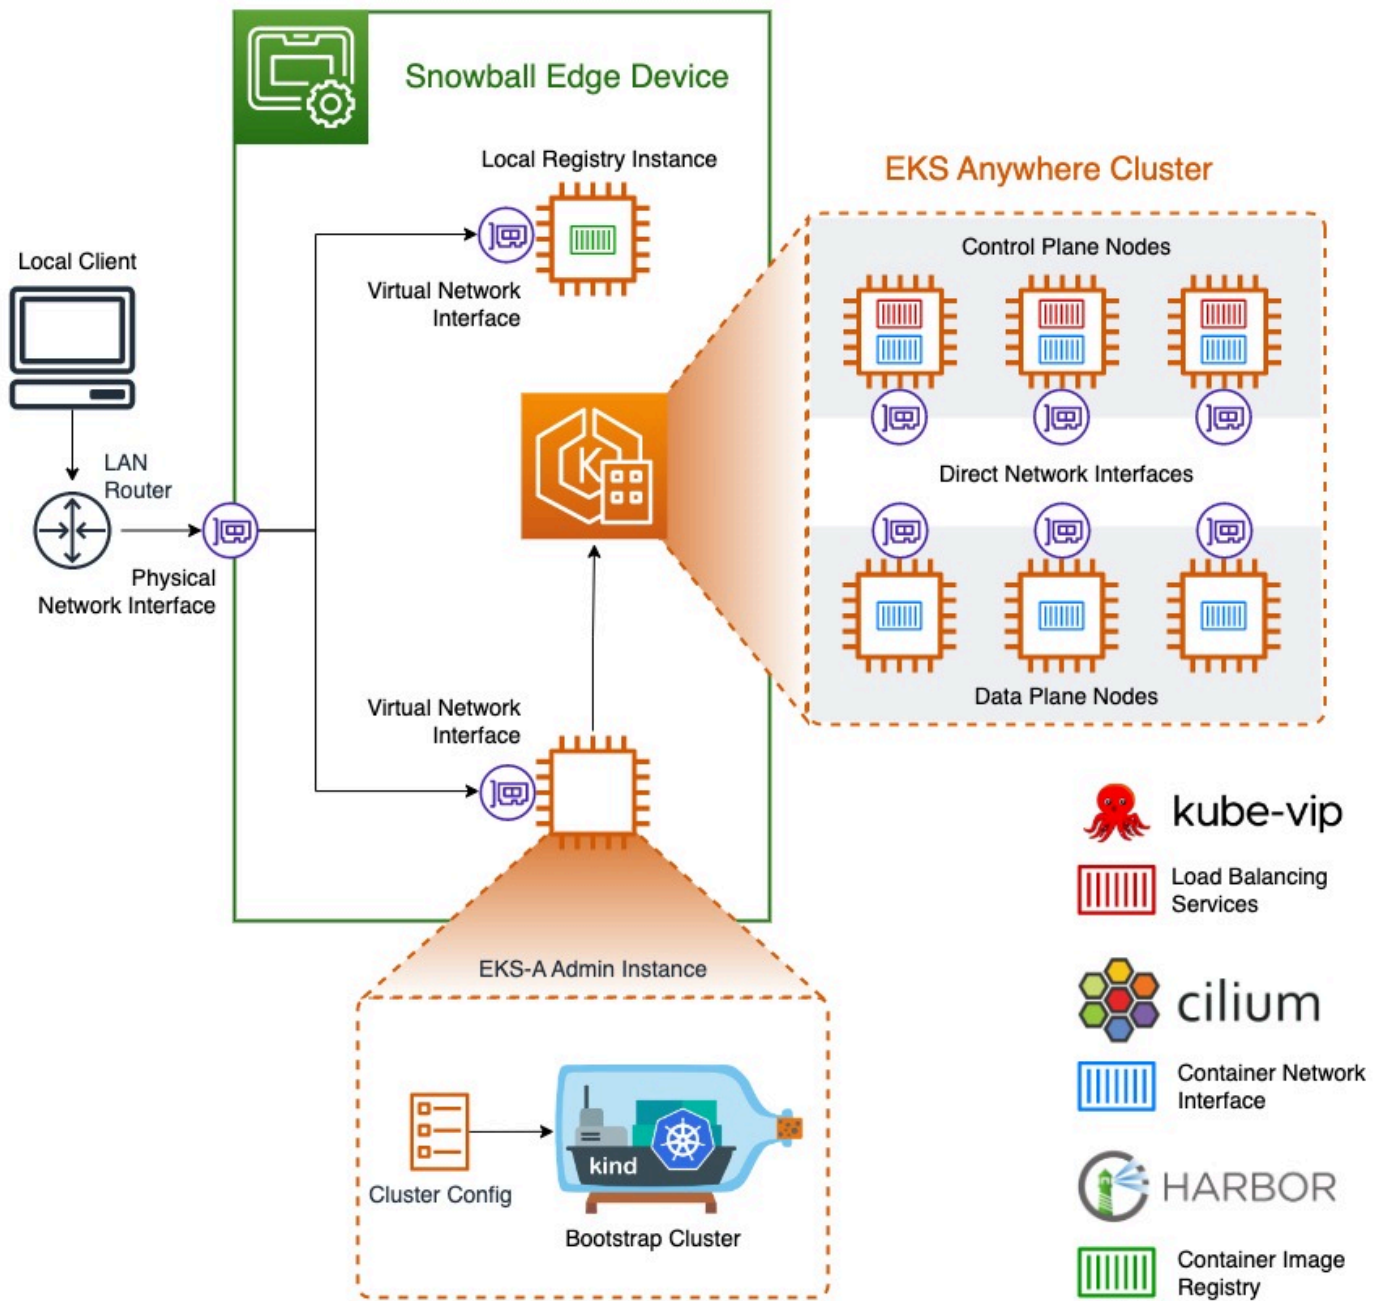 Snowball Edge Device
Local Registry Instance
EKS Anywhere Cluster
Control Plane Nodes
Local Client
Virtual Network
Interface
LAN
Router
Direct Network Interfaces
K
Physical
Network Interface
Data Plane Nodes
Virtual Network
Interface
kube-vip
Load Balancing
Services
EKS-A Admin Instance
cilium
Container Network
Interface
kind
Cluster Config
HARBOR
Bootstrap Cluster
Container Image
Registry